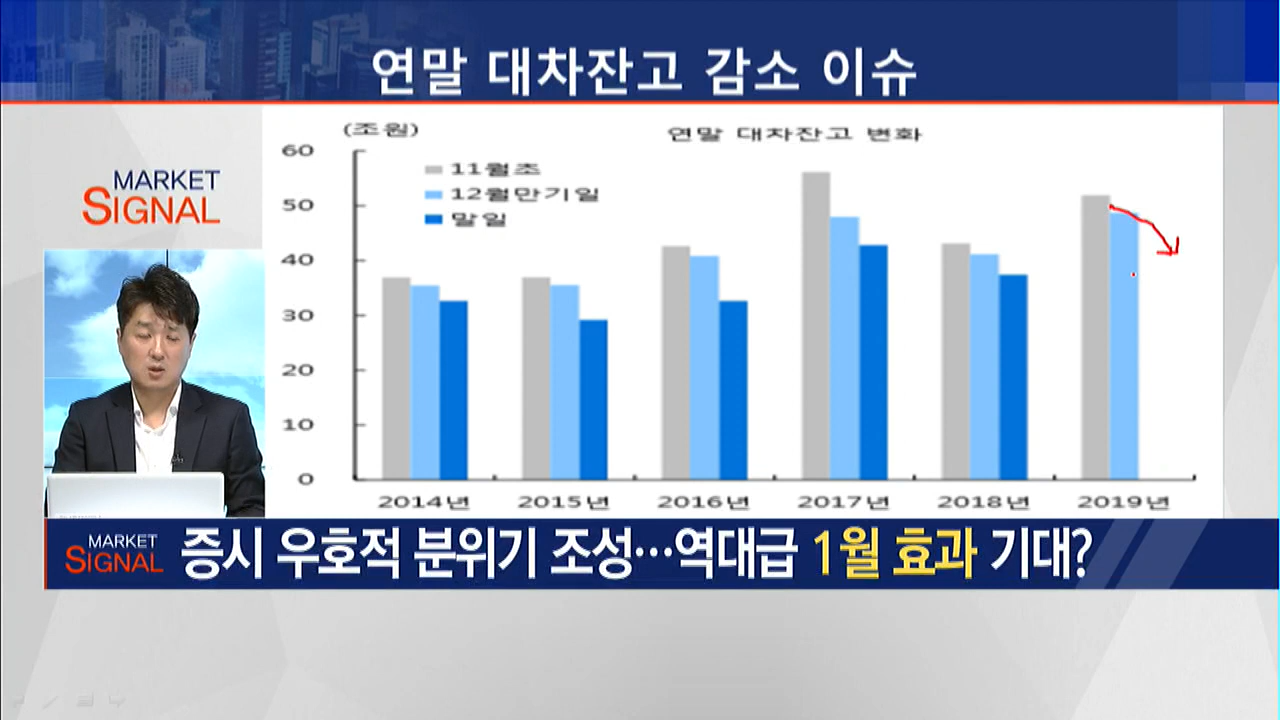 연말 대차잔고 감소 이슈
MARKET
SIGNAL
(조원)
연말 대차잔고 변화
60
50
40
30
20
10
0
11월초
12월만기일
말일
2014년
2015년
2016년
2017년
2018년
2019년
MARKET
SIGNAL
증시 우호적 분위기 조성…역대급 1월 효과 기대?